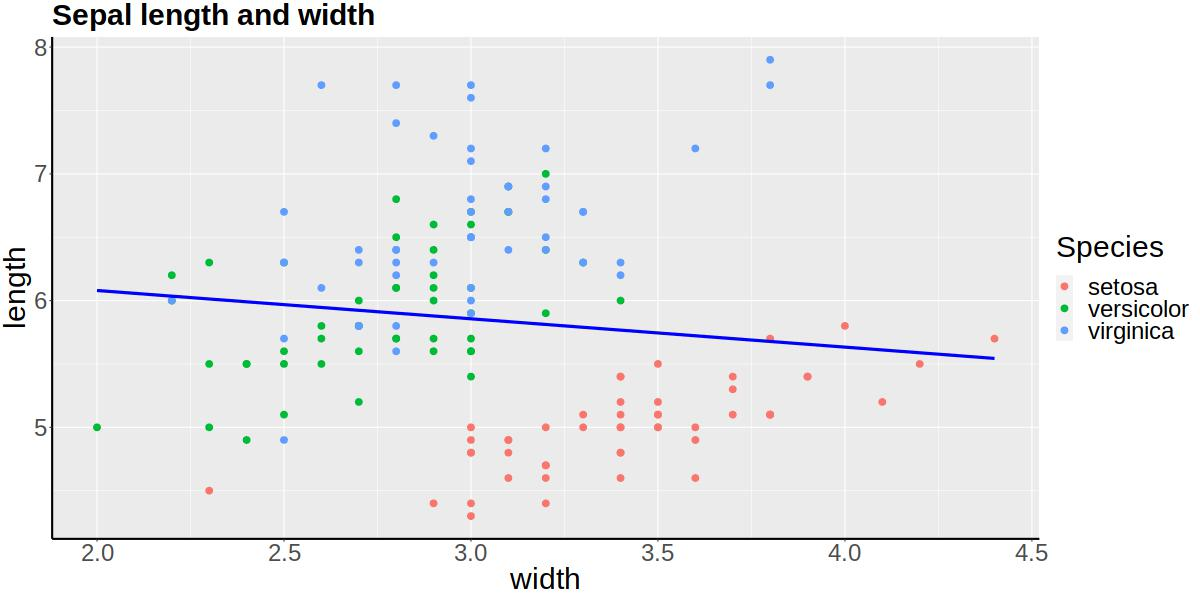 Sepal length and width
8
7
6
5
length
2.0 2.5 3.0 3.5 4.0 4.5
width
Species
setosa
versicolor
virginica